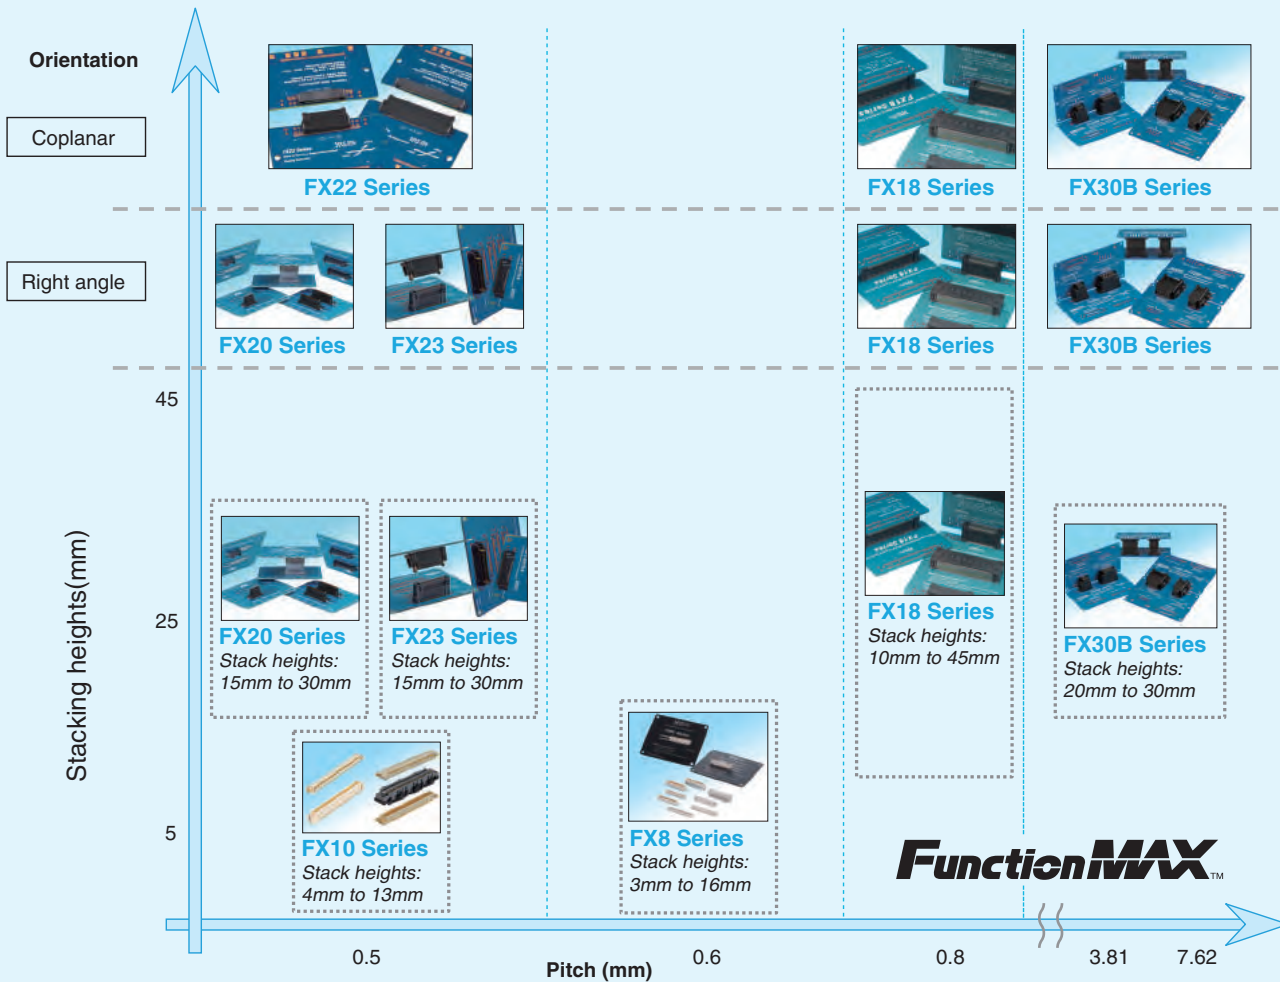 Orientation
Coplanar
FX22 Series
FX18 Series
FX30B Series
Right angle
FX20 Series
FX23 Series
FX18 Series
FX30B Series
45
25
5
Stacking heights(mm)
FX20 Series
Stack heights:
15mm to 30mm
FX23 Series
Stack heights:
15mm to 30mm
FX18 Series
Stack heights:
10mm to 45mm
FX30B Series
Stack heights:
20mm to 30mm
FX10 Series
Stack heights:
4mm to 13mm
FX8 Series
Stack heights:
3mm to 16mm
FunctionMAX™
0.5
0.6
0.8
3.81
7.62
Pitch (mm)